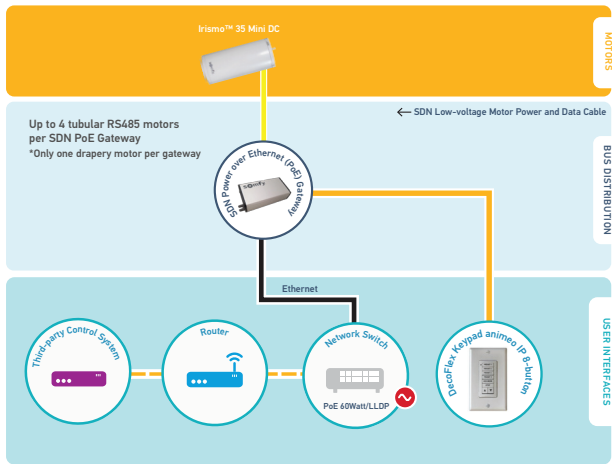 Irismo™ 35 Mini DC
MOTORS
SDN Low-voltage Motor Power and Data Cable
Up to 4 tubular RS485 motors
per SDN PoE Gateway
*Only one drapery motor per gateway
BUS DISTRIBUTION
SDN Power over Ethernet (PoE) Gateway
somfy
Ethernet
USER INTERFACES
Third-party Control System
Router
Network Switch
PoE 60Watt/LLDP
DecoFlex Keypad animeo IP 8-button